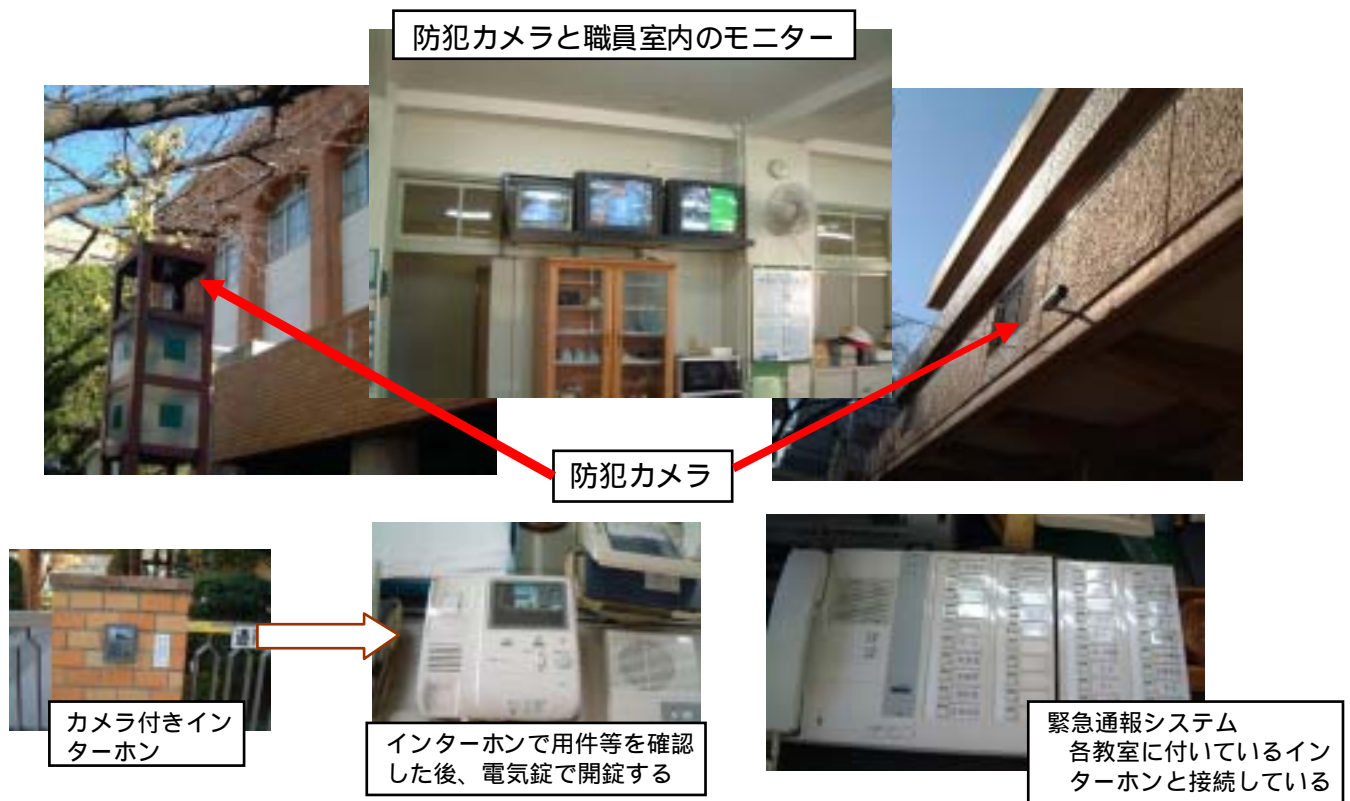 防犯カメラと職員室内のモニター
防犯カメラ
カメラ付きイン
ターホン
インターホンで用件等を確認
した後、電気錠で開錠する
緊急通報システム
各教室に付いているイン
ターホンと接続している